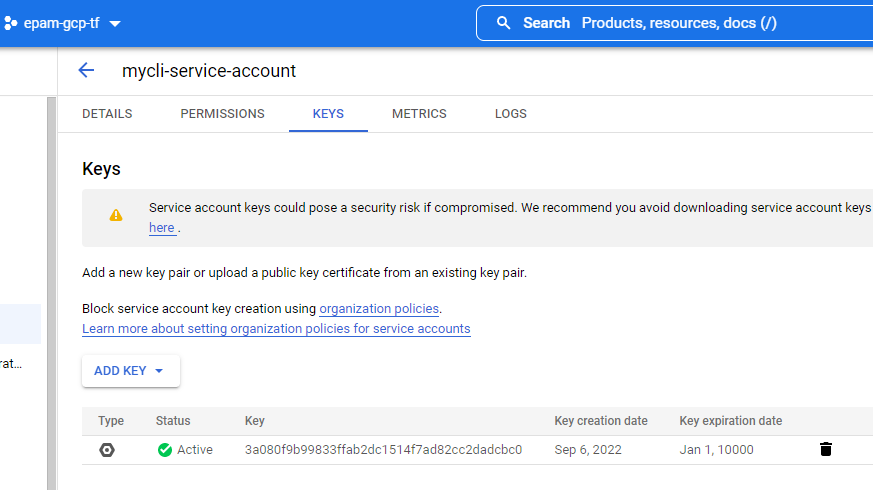 epam-gcp-tf
Search Products, resources, docs (/)
mycli-service-account
DETAILS PERMISSIONS KEYS METRICS LOGS
Keys
Service account keys could pose a security risk if compromised. We recommend you avoid downloading service account keys
here .
Add a new key pair or upload a public key certificate from an existing key pair.
Block service account key creation using organization policies.
Learn more about setting organization policies for service accounts
rat...
ADD KEY
Type Status Key Key creation date Key expiration date
Active 3a080f9b99833ffab2dc1514f7ad82cc2dadcbc0 Sep 6, 2022 Jan 1, 10000